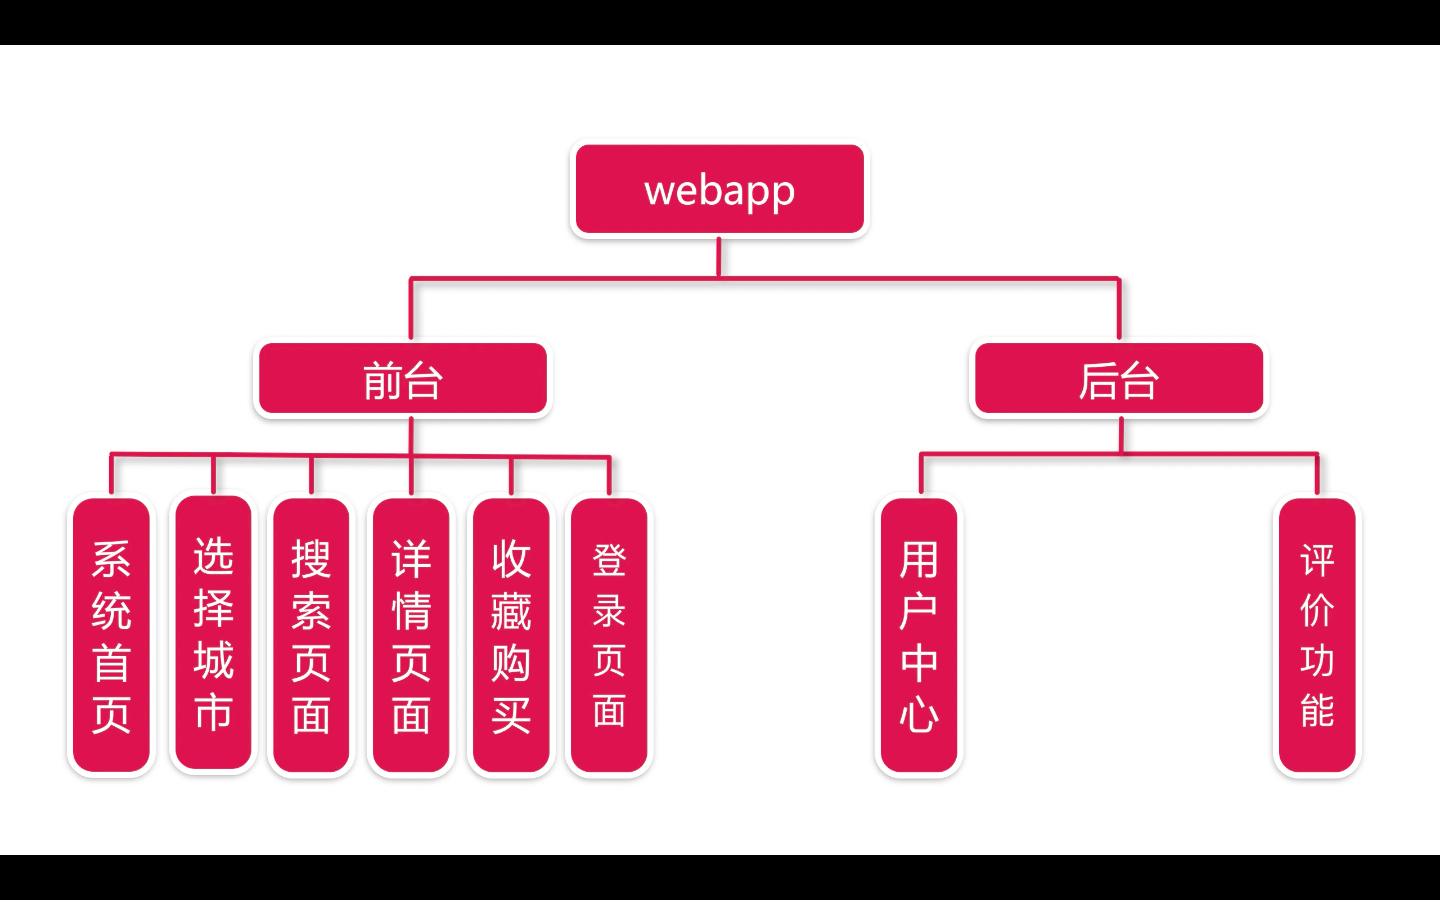 webapp
前台
后台
系统首页
选择城市
搜索页面
详情页面
收藏购买
登录页面
用户中心
评价功能